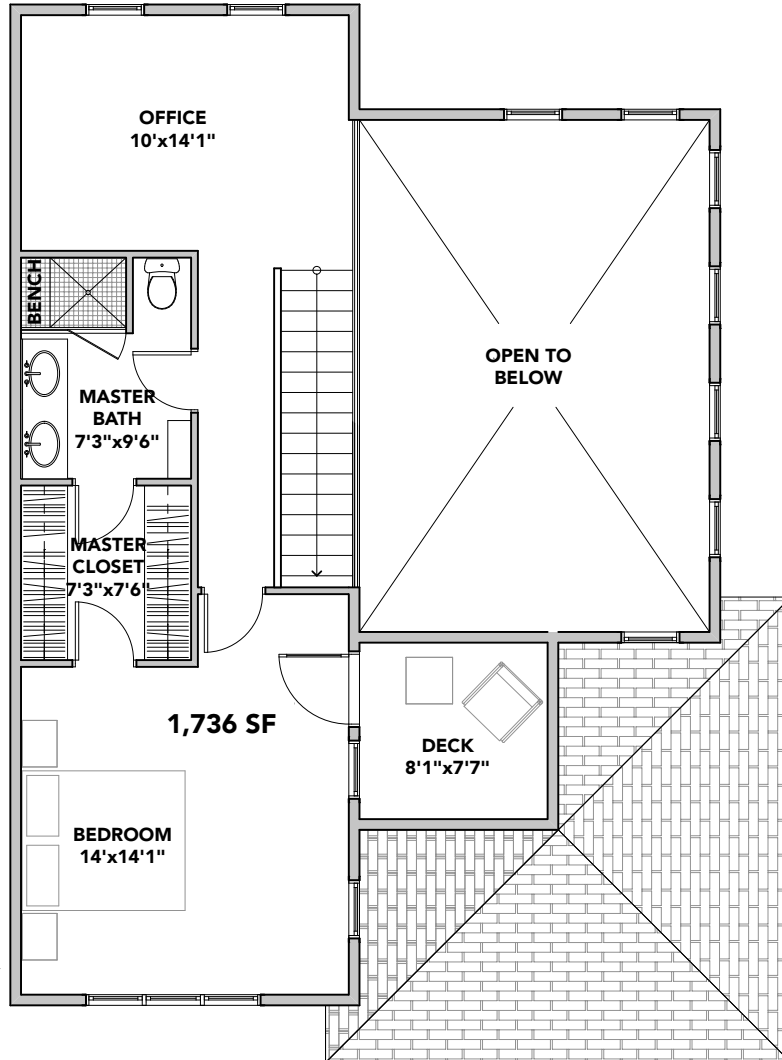 OFFICE
10'x14'1"
BENCH
OPEN TO
BELOW
MASTER
BATH
7'3"x9'6"
MASTER
CLOSET
7'3"x7'6"
1,736 SF
DECK
8'1"x7'7"
BEDROOM
14'x14'1"